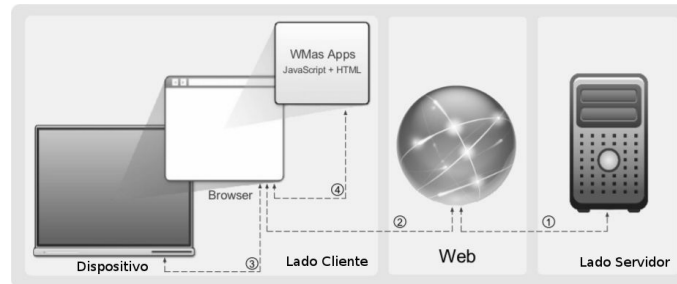 WMas Apps
JavaScript + HTML
Browser
④
②
①
③
Dispositivo
Lado Cliente
Web
Lado Servidor